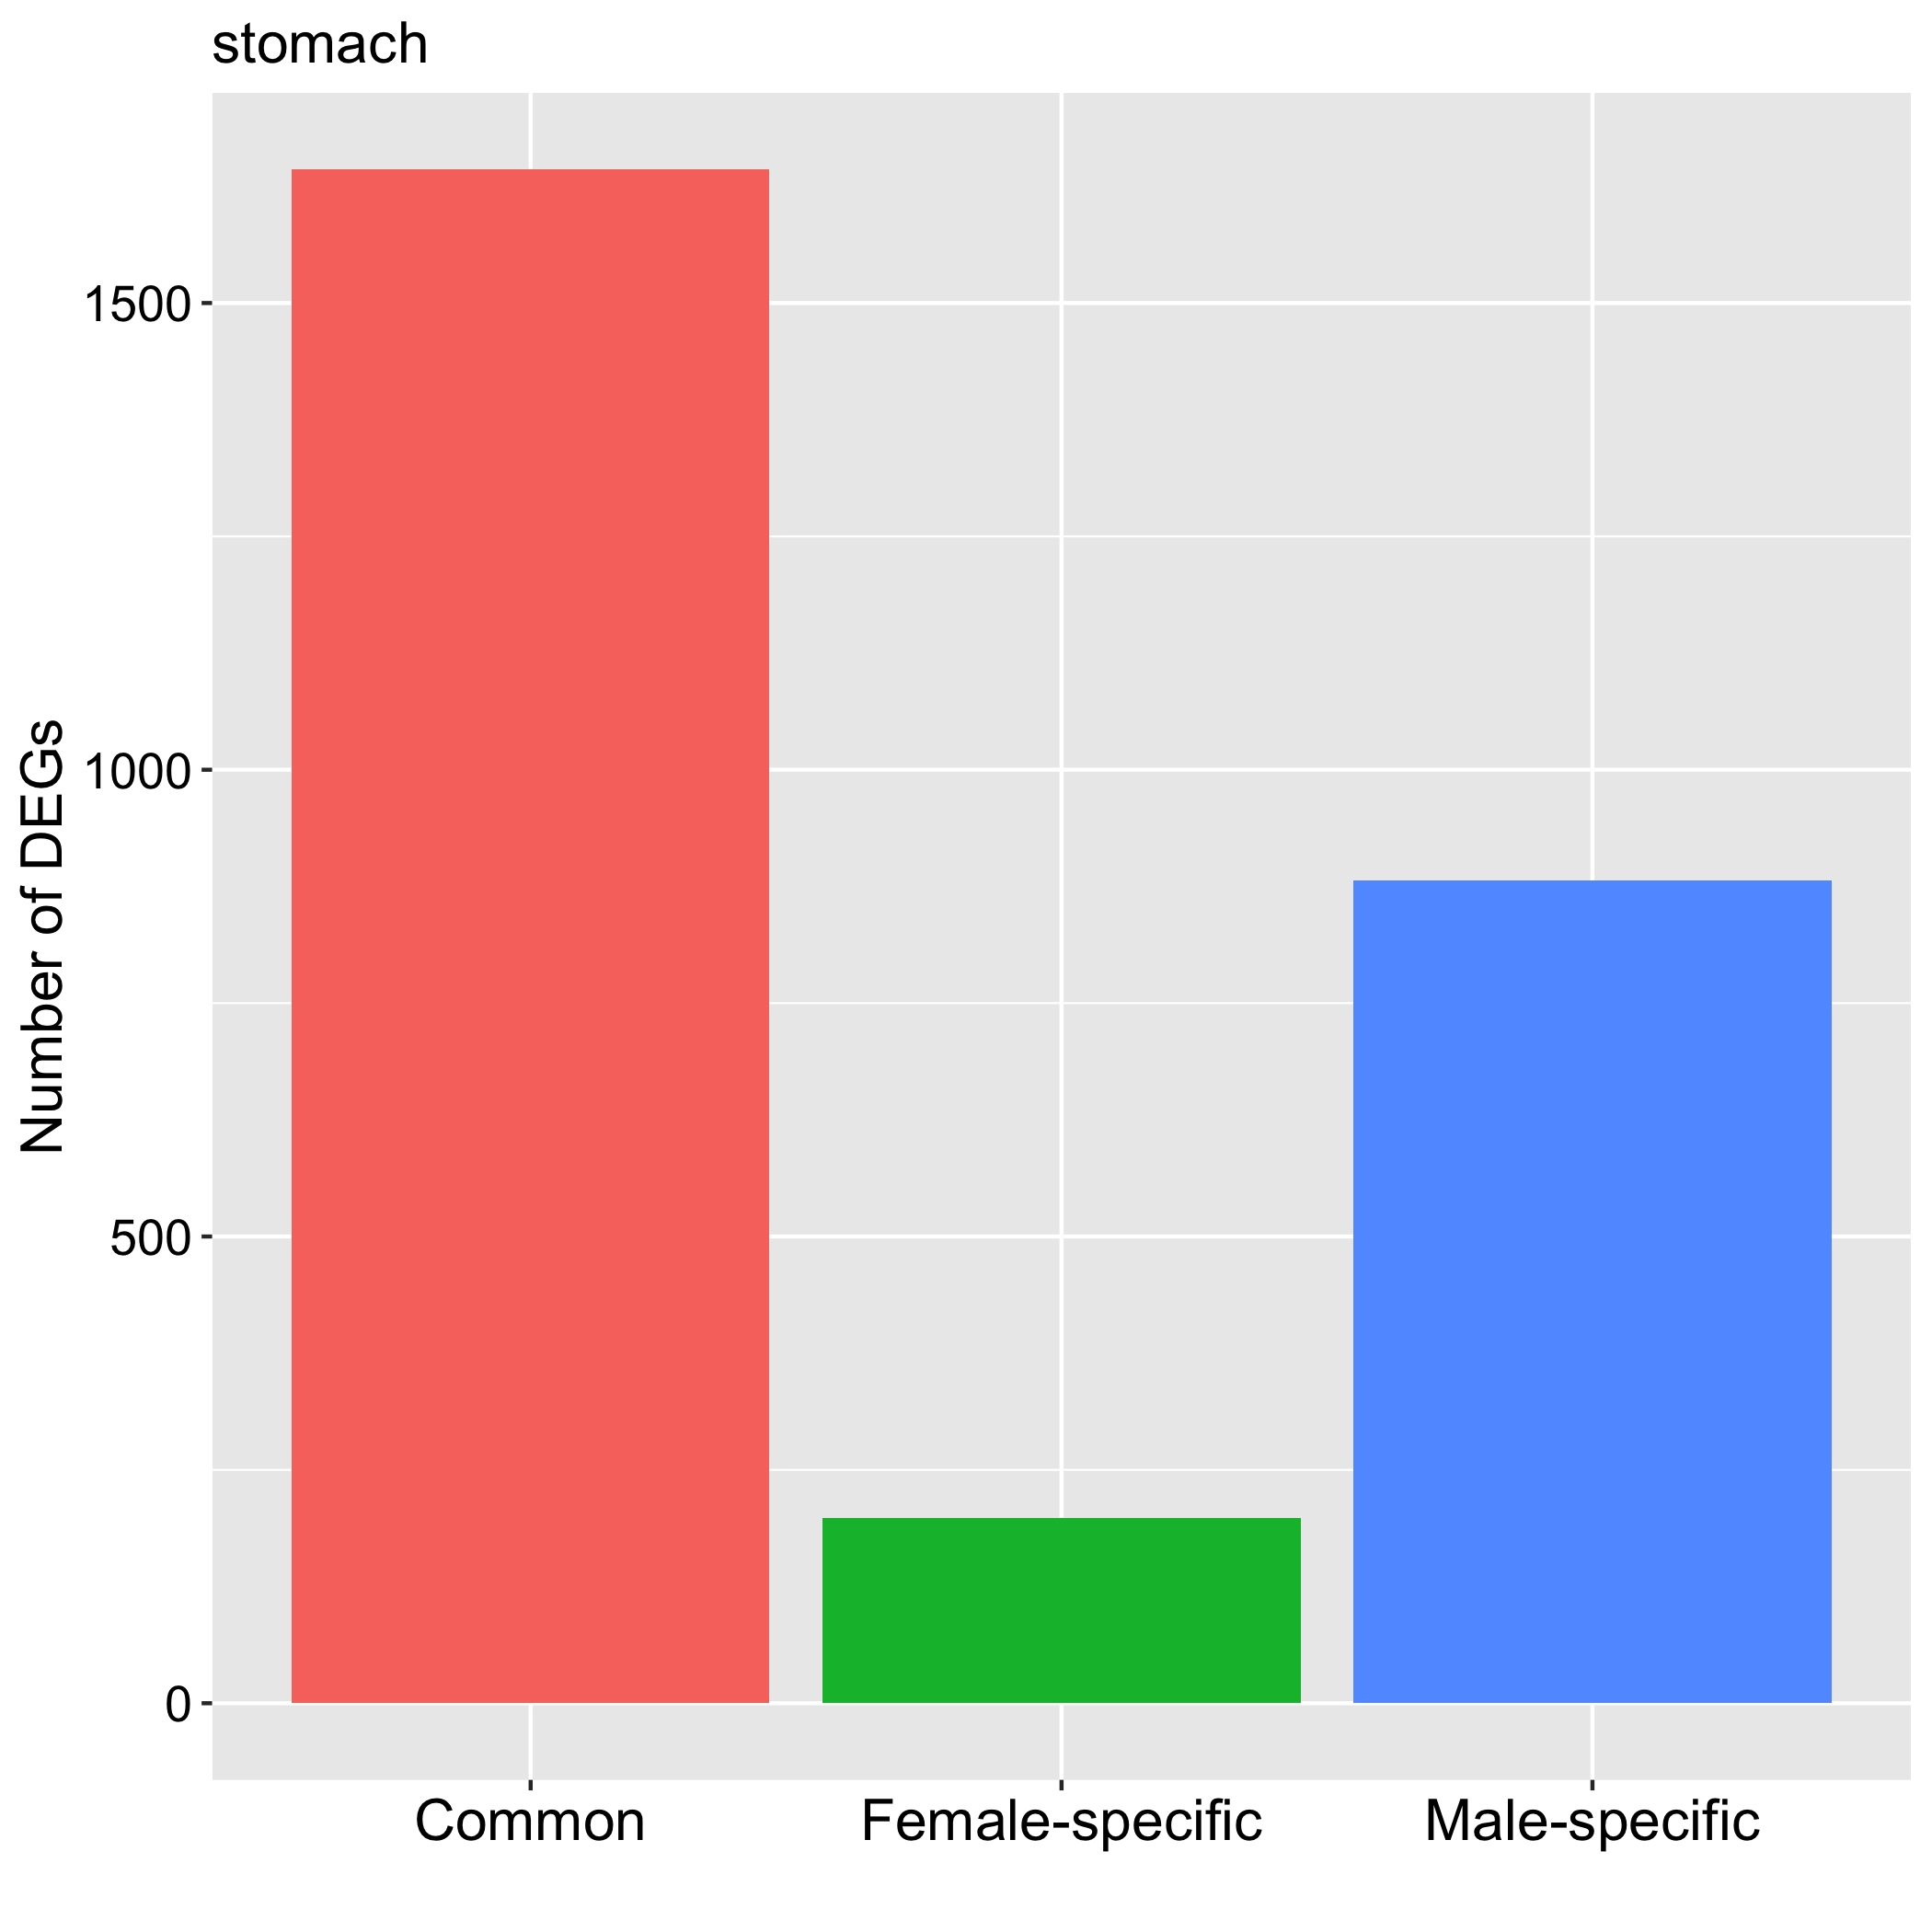 stomach
Number of DEGs
1500
1000
500
0
Common
Female-specific
Male-specific